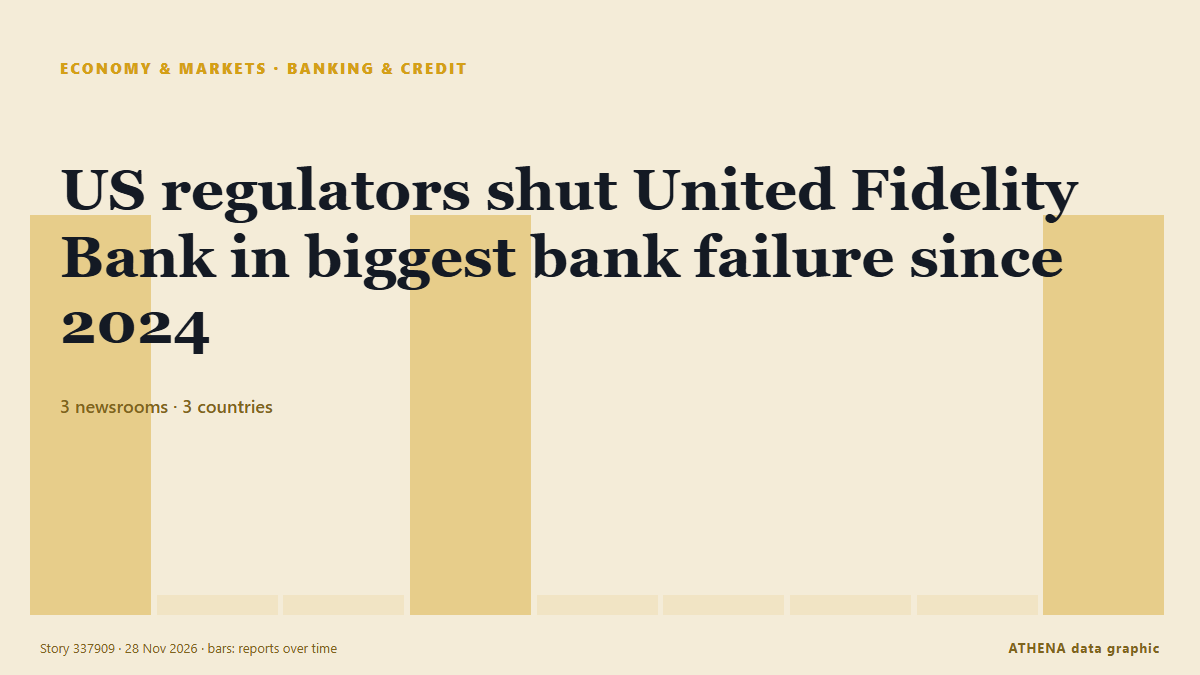 ECONOMY & MARKETS · BANKING & CREDIT
US regulators shut United Fidelity
Bank in biggest bank failure since
2024
3 newsrooms · 3 countries
Story 337909 · 28 Nov 2026 · bars: reports over time
ATHENA data graphic